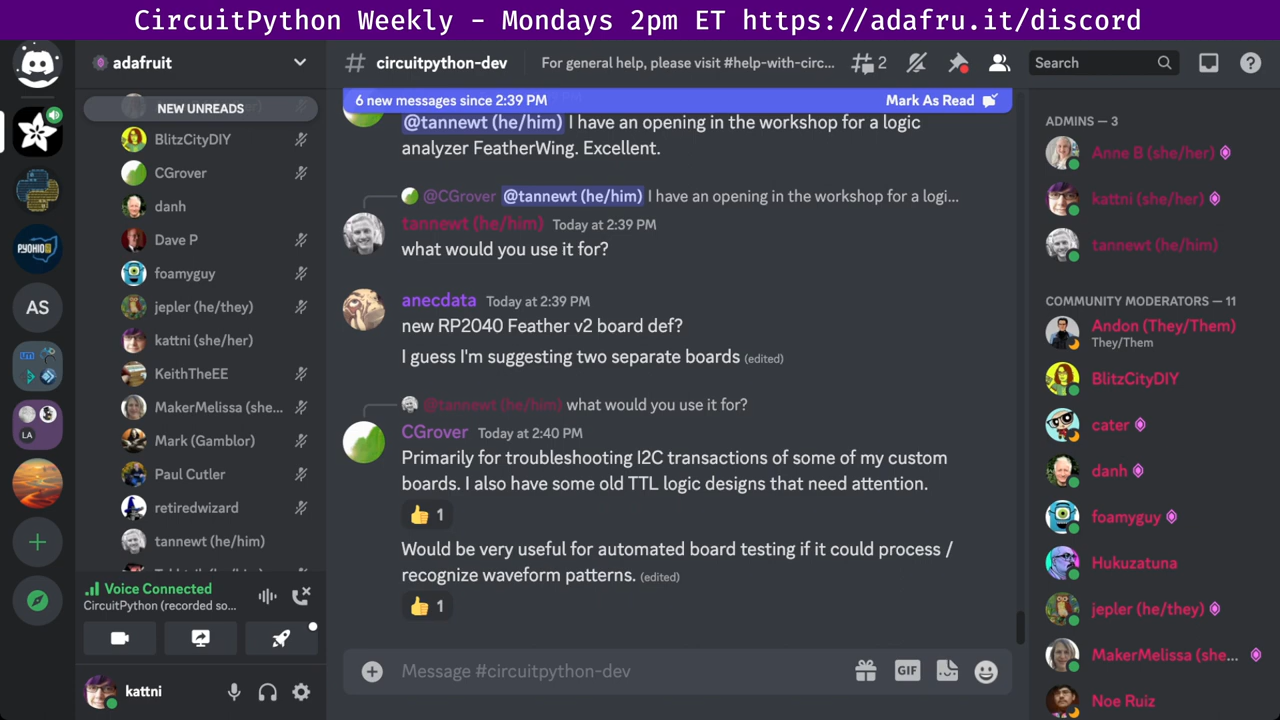 CircuitPython Weekly - Mondays 2pm ET https://adafru.it/discord
adafruit
# circuitpython-dev
For general help, please visit #help-with-circ...
2
Search
NEW UNREADS
BlitzCityDIY
CGrover
danh
Dave P
foamyguy
jepler (he/they)
kattni (she/her)
KeithTheEE
MakerMelissa (she...
Mark (Gamblor)
Paul Cutler
retiredwizard
tannewt (he/him)
Voice Connected
CircuitPython (recorded so...
kattni
AS
LA
6 new messages since 2:39 PM
Mark As Read
@tannewt (he/him) I have an opening in the workshop for a logic
analyzer FeatherWing. Excellent.
@CGrover @tannewt (he/him) I have an opening in the workshop for a logi...
tannewt (he/him) Today at 2:39 PM
what would you use it for?
anecdata Today at 2:39 PM
new RP2040 Feather v2 board def?
I guess I'm suggesting two separate boards (edited)
@tannewt (he/him) what would you use it for?
CGrover Today at 2:40 PM
Primarily for troubleshooting I2C transactions of some of my custom
boards. I also have some old TTL logic designs that need attention.
👍 1
Would be very useful for automated board testing if it could process /
recognize waveform patterns. (edited)
👍 1
Message #circuitpython-dev
GIF
ADMINS — 3
Anne B (she/her)
kattni (she/her)
tannewt (he/him)
COMMUNITY MODERATORS — 11
Andon (They/Them)
They/Them
BlitzCityDIY
cater
danh
foamyguy
Hukuzatuna
jepler (he/they)
MakerMelissa (she...
Noe Ruiz